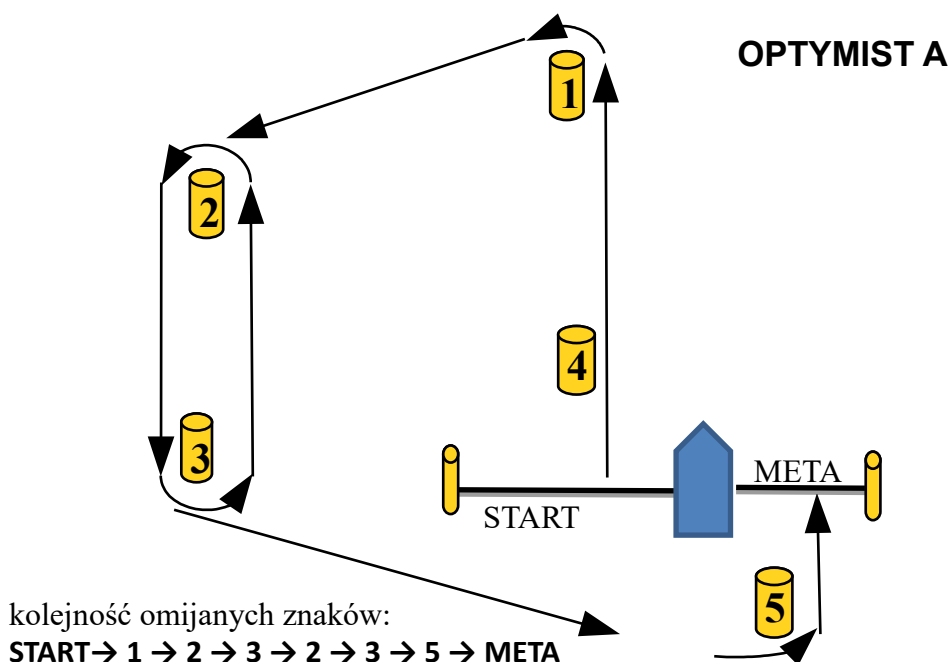 OPTYMIST A
1
2
4
3
META
START
5
kolejność omijanych znaków:
START→ 1 → 2 → 3 → 2 → 3 → 5 → META